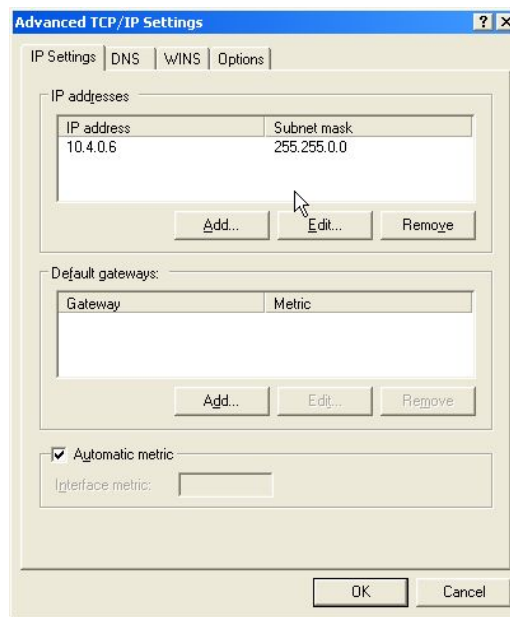 Advanced TCP/IP Settings
IP Settings DNS WINS Options
IP addresses
IP address Subnet mask
10.4.0.6 255.255.0.0
Add... Edit... Remove
Default gateways:
Gateway Metric
Add... Edit... Remove
Automatic metric
Interface metric:
OK Cancel